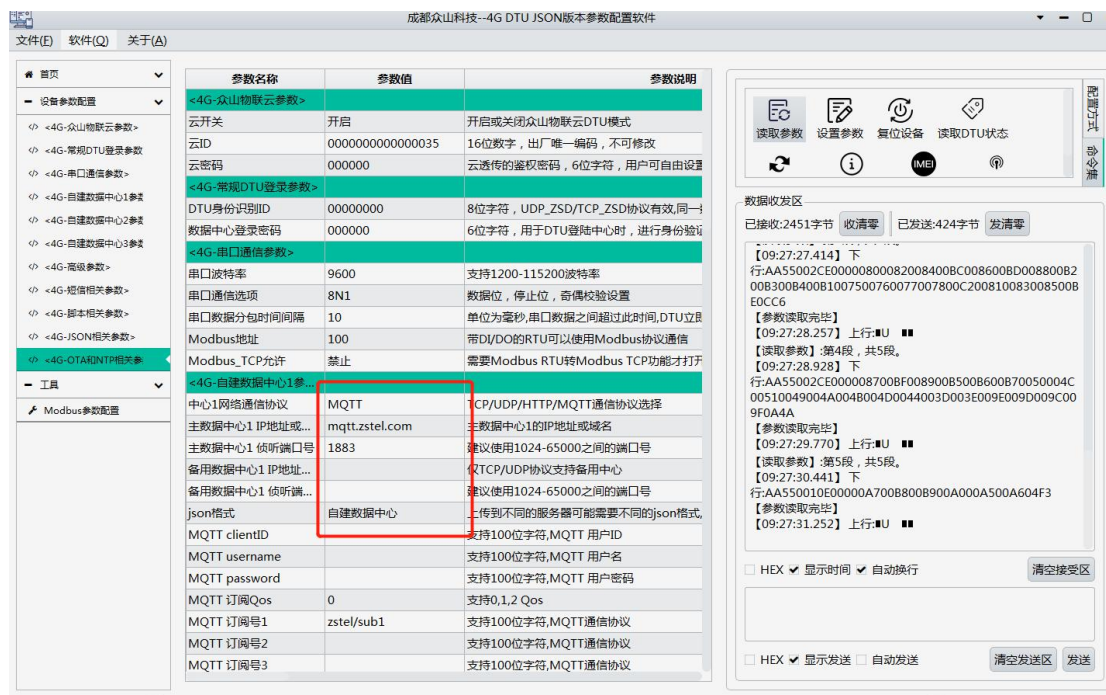 成都众山科技--4G DTU JSON版本参数配置软件
文件(F) 软件(Q) 关于(A)
首页
设备参数配置
<4G-众山物联云参数>
<4G-常规DTU登录参数
<4G-串口通信参数>
<4G-自建数据中心1参数
<4G-自建数据中心2参数
<4G-自建数据中心3参数
<4G-高级参数>
<4G-短信相关参数>
<4G-脚本相关参数>
<4G-JSON相关参数>
<4G-OTA和NTP相关参
工具
Modbus参数配置
参数名称 参数值 参数说明
<4G-众山物联云参数>
云开关 开启 开启或关闭众山物联云DTU模式
云ID 0000000000000035 16位数字，出厂唯一编码，不可修改
云密码 000000 云透传的鉴权密码，6位字符，用户可自由设置
<4G-常规DTU登录参数>
DTU身份识别ID 00000000 8位字符，UDP_ZSD/TCP_ZSD协议有效,同一
数据中心登录密码 000000 6位字符，用于DTU登陆中心时，进行身份验证
<4G-串口通信参数>
串口波特率 9600 支持1200-115200波特率
串口通信选项 8N1 数据位，停止位，奇偶校验设置
串口数据分包时间间隔 10 单位为毫秒,串口数据之间超过此时间,DTU立即
Modbus地址 100 带DI/DO的RTU可以使用Modbus协议通信
Modbus_TCP允许 禁止 需要Modbus RTU转Modbus TCP功能才打开
<4G-自建数据中心1参...
中心1网络通信协议 MQTT TCP/UDP/HTTP/MQTT通信协议选择
主数据中心1 IP地址或... mqtt.zstel.com 主数据中心1的IP地址或域名
主数据中心1 侦听端口号 1883 建议使用1024-65000之间的端口号
备用数据中心1 IP地址... 仅TCP/UDP协议支持备用中心
备用数据中心1 侦听端... 建议使用1024-65000之间的端口号
json格式 自建数据中心 上传到不同的服务器可能需要不同的json格式,
MQTT clientID 支持100位字符,MQTT 用户ID
MQTT username 支持100位字符,MQTT 用户名
MQTT password 支持100位字符,MQTT 用户密码
MQTT 订阅Qos 0 支持0,1,2 Qos
MQTT 订阅号1 zstel/sub1 支持100位字符,MQTT通信协议
MQTT 订阅号2 支持100位字符,MQTT通信协议
MQTT 订阅号3 支持100位字符,MQTT通信协议
读取参数 设置参数 复位设备 读取DTU状态
IMEI
配置方式
命令集
数据收发区
已接收:2451字节 收清零 已发送:424字节 发清零
【09:27:27.414】下
行:AA55002CE00000800082008400BC008600BD008800B2
00B300B400B1007500760077007800C200810083008500B
E0CC6
【参数读取完毕】
【09:27:28.257】上行:■U ■■
【读取参数】:第4段，共5段。
【09:27:28.928】下
行:AA55002CE000008700BF008900B500B600B70050004C
00510049004A004B004D0044003D003E009E009D009C00
9F0A4A
【参数读取完毕】
【09:27:29.770】上行:■U ■■
【读取参数】:第5段，共5段。
【09:27:30.441】下
行:AA550010E00000A700B800B900A000A500A604F3
【参数读取完毕】
【09:27:31.252】上行:■U ■■
HEX 显示时间 自动换行 清空接受区
HEX 显示发送 自动发送 清空发送区 发送